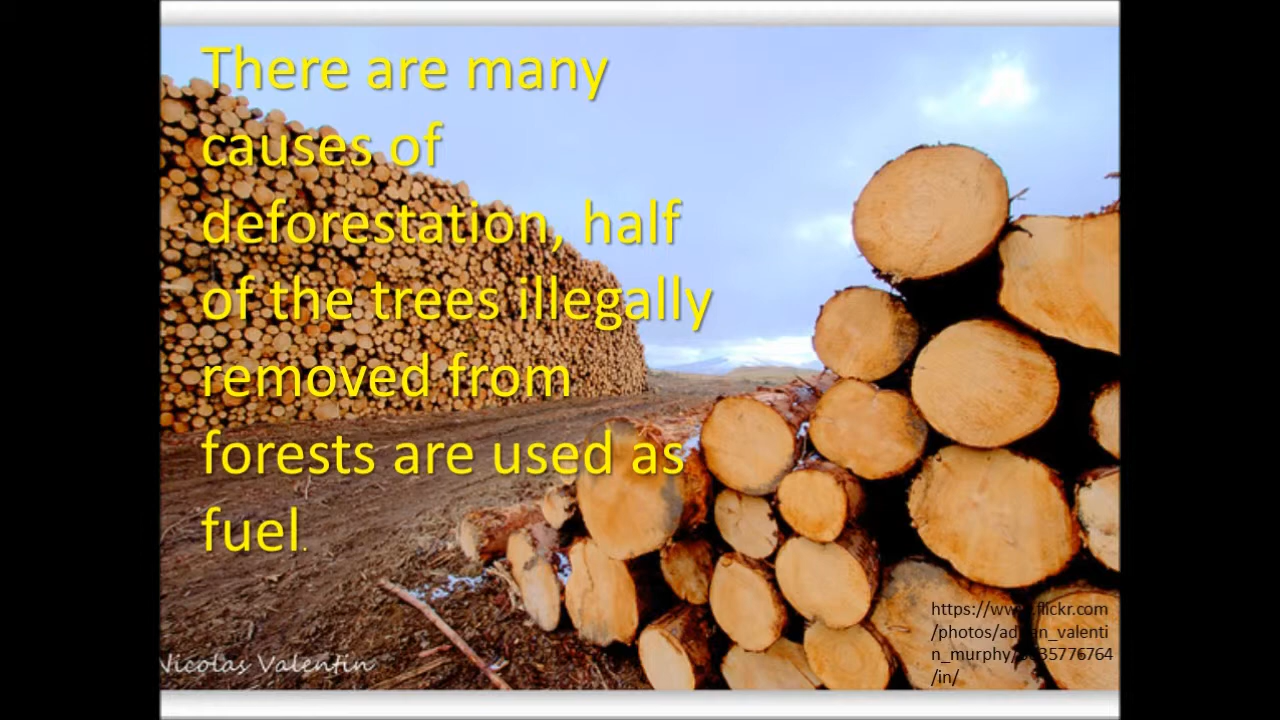 There are many
causes of
deforestation, half
of the trees illegally
removed from
forests are used as
fuel.
Nicolas Valentin
https://www.flickr.com
/photos/adrian_valenti
n_murphy/
/in/